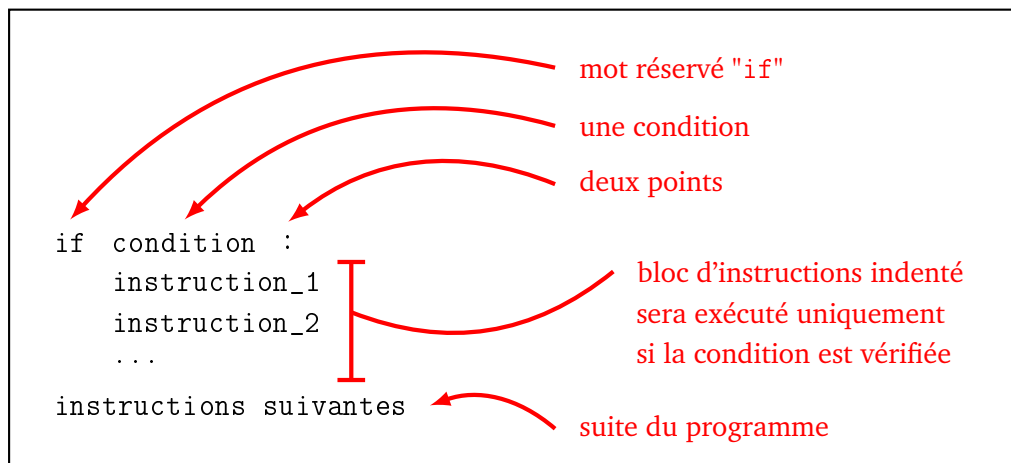 mot réservé "if"
une condition
deux points
if condition :
instruction_1
instruction_2
...
instructions suivantes
bloc d'instructions indenté
sera exécuté uniquement
si la condition est vérifiée
suite du programme